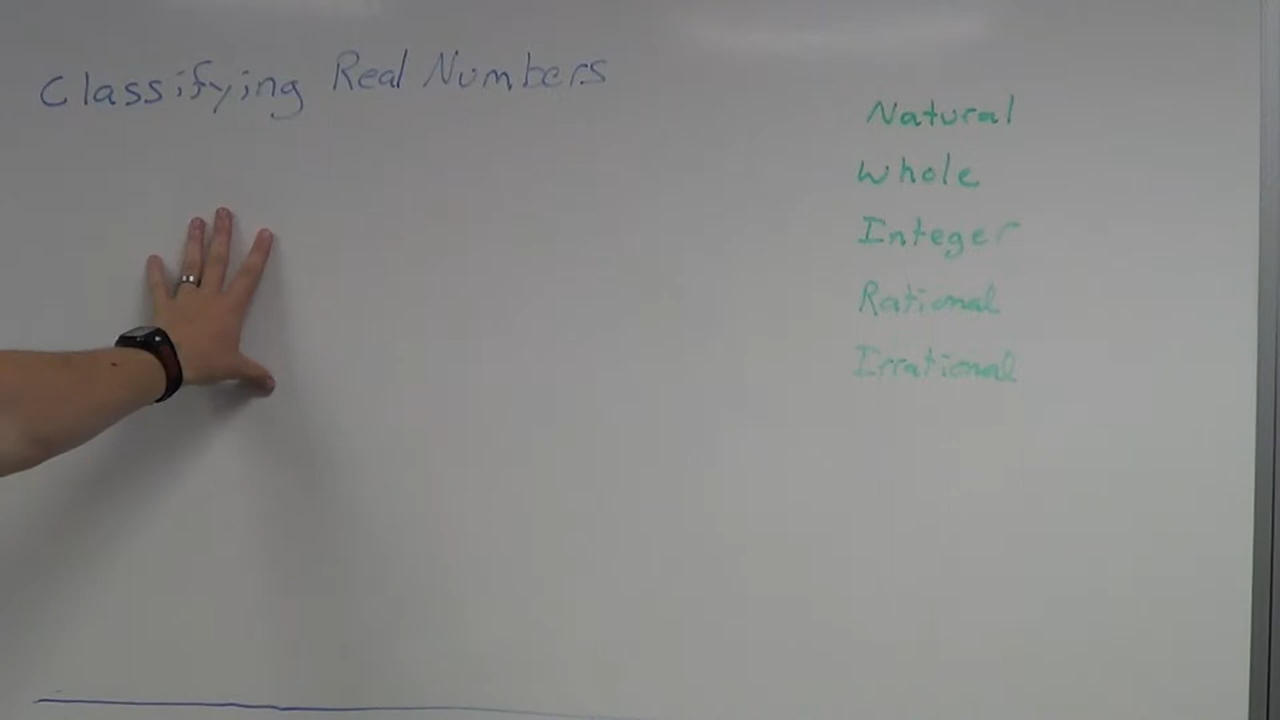 Classifying Real Numbers
Natural
Whole
Integer
Rational
Irrational